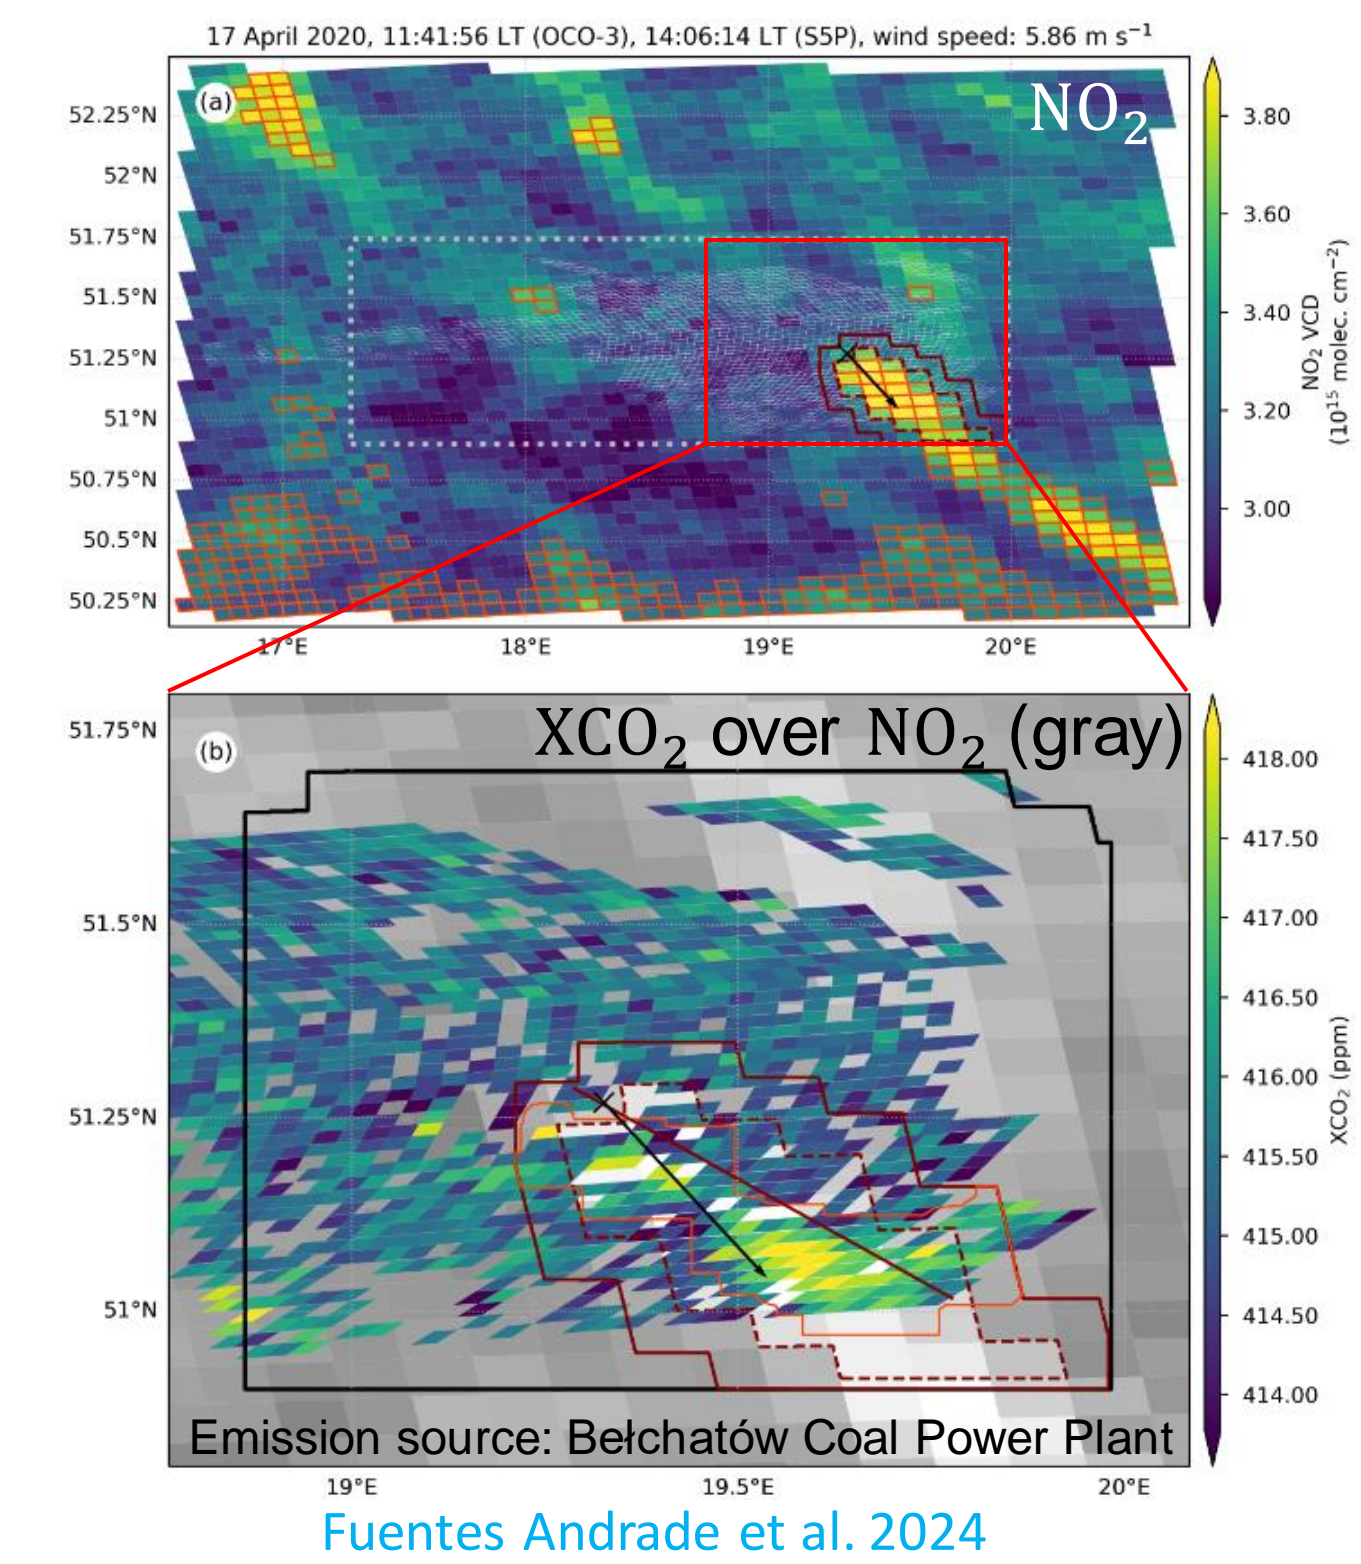 17 April 2020, 11:41:56 LT (OCO-3), 14:06:14 LT (S5P), wind speed: 5.86 m s⁻¹
(a)
NO₂
52.25°N
52°N
51.75°N
51.5°N
51.25°N
51°N
50.75°N
50.5°N
50.25°N
17°E
18°E
19°E
20°E
3.80
3.60
3.40
3.20
3.00
NO₂ VCD
(10¹⁵ molec. cm⁻²)
XCO₂ over NO₂ (gray)
(b)
51.75°N
51.5°N
51.25°N
51°N
19°E
19.5°E
20°E
418.00
417.50
417.00
416.50
416.00
415.50
415.00
414.50
414.00
XCO₂ (ppm)
Emission source: Bełchatów Coal Power Plant
Fuentes Andrade et al. 2024